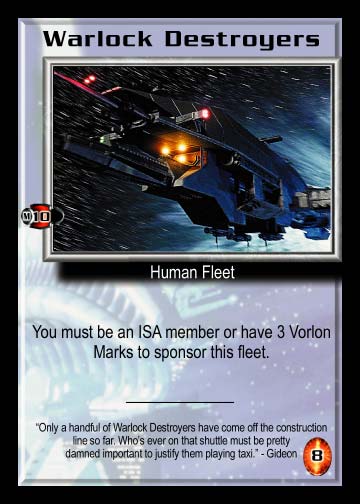 Warlock Destroyers
M 10
Human Fleet
You must be an ISA member or have 3 Vorlon
Marks to sponsor this fleet.
“Only a handful of Warlock Destroyers have come off the construction
line so far. Who's ever on that shuttle must be pretty
damned important to justify them playing taxi.” - Gideon
8